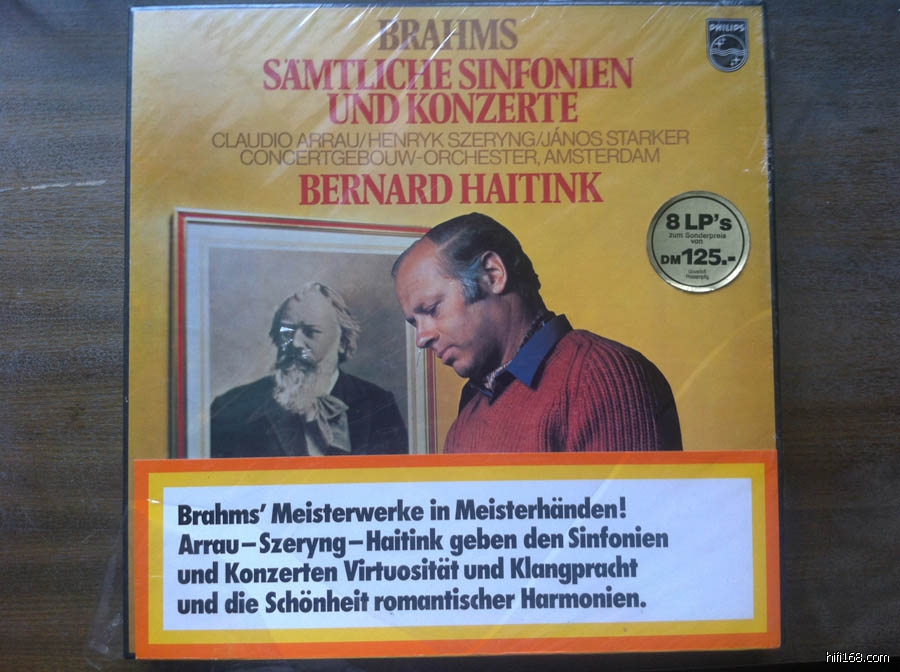 BRAHMS
PHILIPS
SÄMTLICHE SINFONIEN
UND KONZERTE
CLAUDIO ARRAU/HENRYK SZERYNG/JÁNOS STARKER
CONCERTGEBOUW-ORCHESTER, AMSTERDAM
BERNARD HAITINK
8 LP's
zum Sonderpreis
von
DM 125.-
Brahms' Meisterwerke in Meisterhänden!
Arrau–Szeryng–Haitink geben den Sinfonien
und Konzerten Virtuosität und Klangpracht
und die Schönheit romantischer Harmonien.
hifi168.com